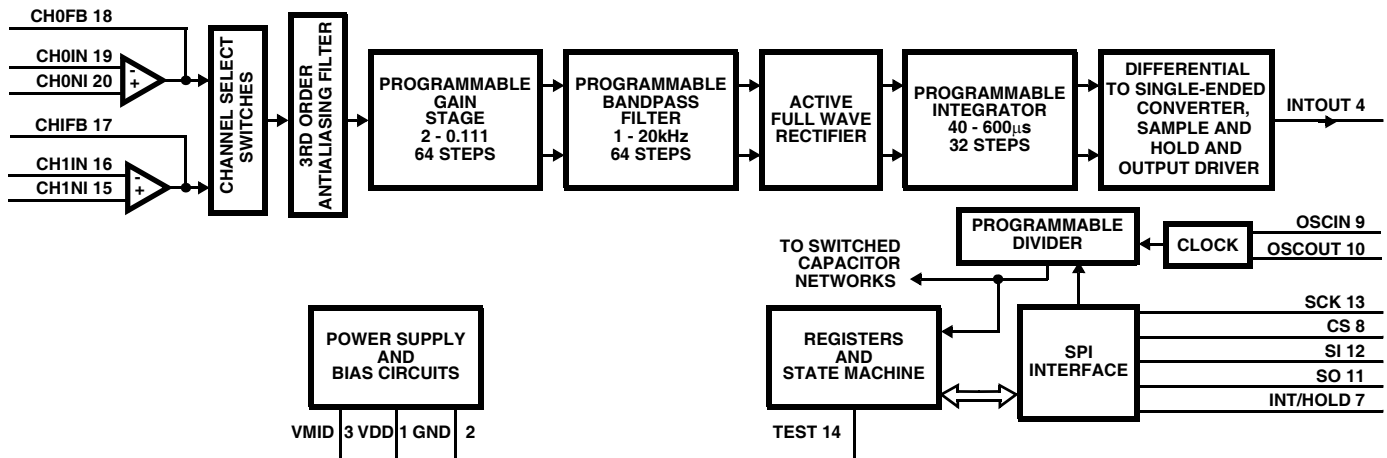 CH0FB 18
CH0IN 19
CH0NI 20
-
+
CHIFB 17
CH1IN 16
CH1NI 15
-
+
CHANNEL SELECT
SWITCHES
3RD ORDER
ANTIALIASING FILTER
PROGRAMMABLE
GAIN
STAGE
2 - 0.111
64 STEPS
PROGRAMMABLE
BANDPASS
FILTER
1 - 20kHz
64 STEPS
ACTIVE
FULL WAVE
RECTIFIER
PROGRAMMABLE
INTEGRATOR
40 - 600µs
32 STEPS
DIFFERENTIAL
TO SINGLE-ENDED
CONVERTER,
SAMPLE AND
HOLD AND
OUTPUT DRIVER
INTOUT 4
PROGRAMMABLE
DIVIDER
CLOCK
OSCIN 9
OSCOUT 10
TO SWITCHED
CAPACITOR
NETWORKS
POWER SUPPLY
AND
BIAS CIRCUITS
VMID 3 VDD 1 GND 2
REGISTERS
AND
STATE MACHINE
TEST 14
SPI
INTERFACE
SCK 13
CS 8
SI 12
SO 11
INT/HOLD 7